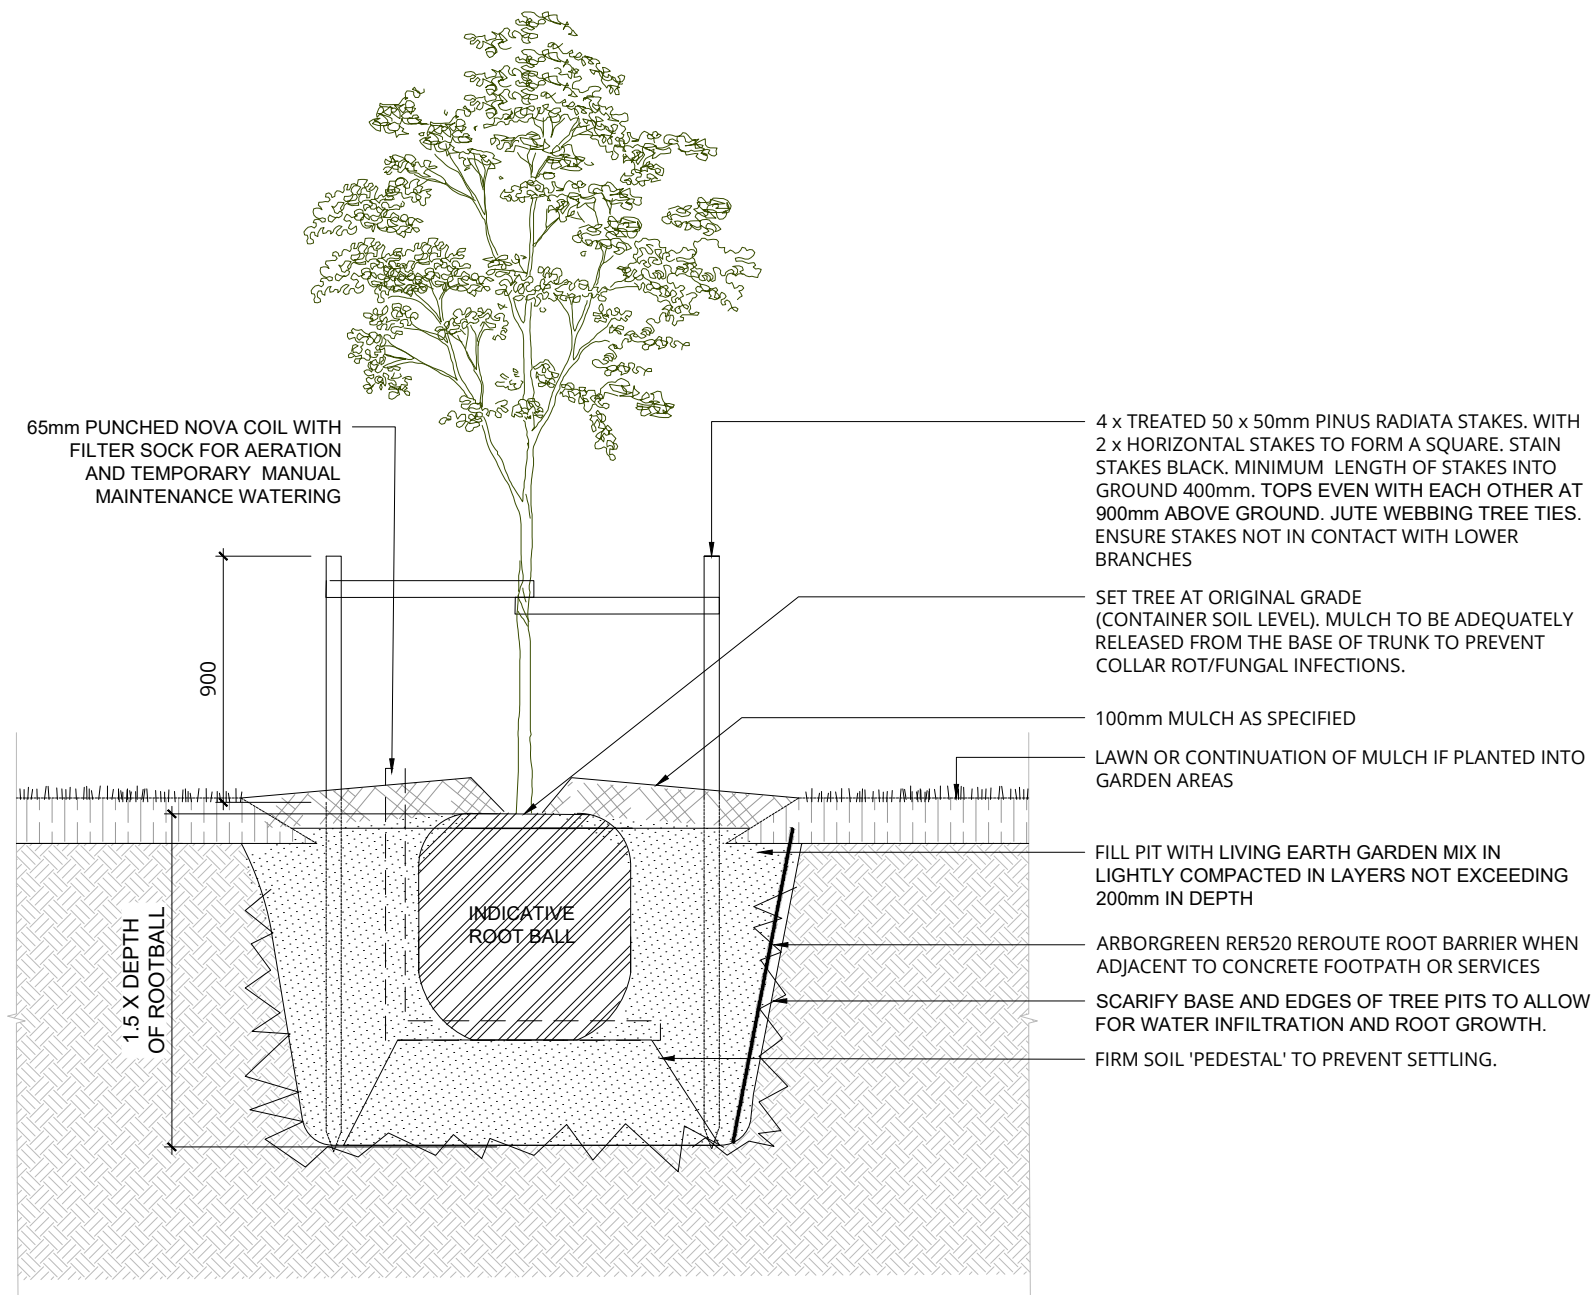 65mm PUNCHED NOVA COIL WITH
FILTER SOCK FOR AERATION
AND TEMPORARY MANUAL
MAINTENANCE WATERING
900
1.5 X DEPTH
OF ROOTBALL
INDICATIVE
ROOT BALL
4 x TREATED 50 x 50mm PINUS RADIATA STAKES. WITH
2 x HORIZONTAL STAKES TO FORM A SQUARE. STAIN
STAKES BLACK. MINIMUM LENGTH OF STAKES INTO
GROUND 400mm. TOPS EVEN WITH EACH OTHER AT
900mm ABOVE GROUND. JUTE WEBBING TREE TIES.
ENSURE STAKES NOT IN CONTACT WITH LOWER
BRANCHES
SET TREE AT ORIGINAL GRADE
(CONTAINER SOIL LEVEL). MULCH TO BE ADEQUATELY
RELEASED FROM THE BASE OF TRUNK TO PREVENT
COLLAR ROT/FUNGAL INFECTIONS.
100mm MULCH AS SPECIFIED
LAWN OR CONTINUATION OF MULCH IF PLANTED INTO
GARDEN AREAS
FILL PIT WITH LIVING EARTH GARDEN MIX IN
LIGHTLY COMPACTED IN LAYERS NOT EXCEEDING
200mm IN DEPTH
ARBORGREEN RER520 REROUTE ROOT BARRIER WHEN
ADJACENT TO CONCRETE FOOTPATH OR SERVICES
SCARIFY BASE AND EDGES OF TREE PITS TO ALLOW
FOR WATER INFILTRATION AND ROOT GROWTH.
FIRM SOIL 'PEDESTAL' TO PREVENT SETTLING.